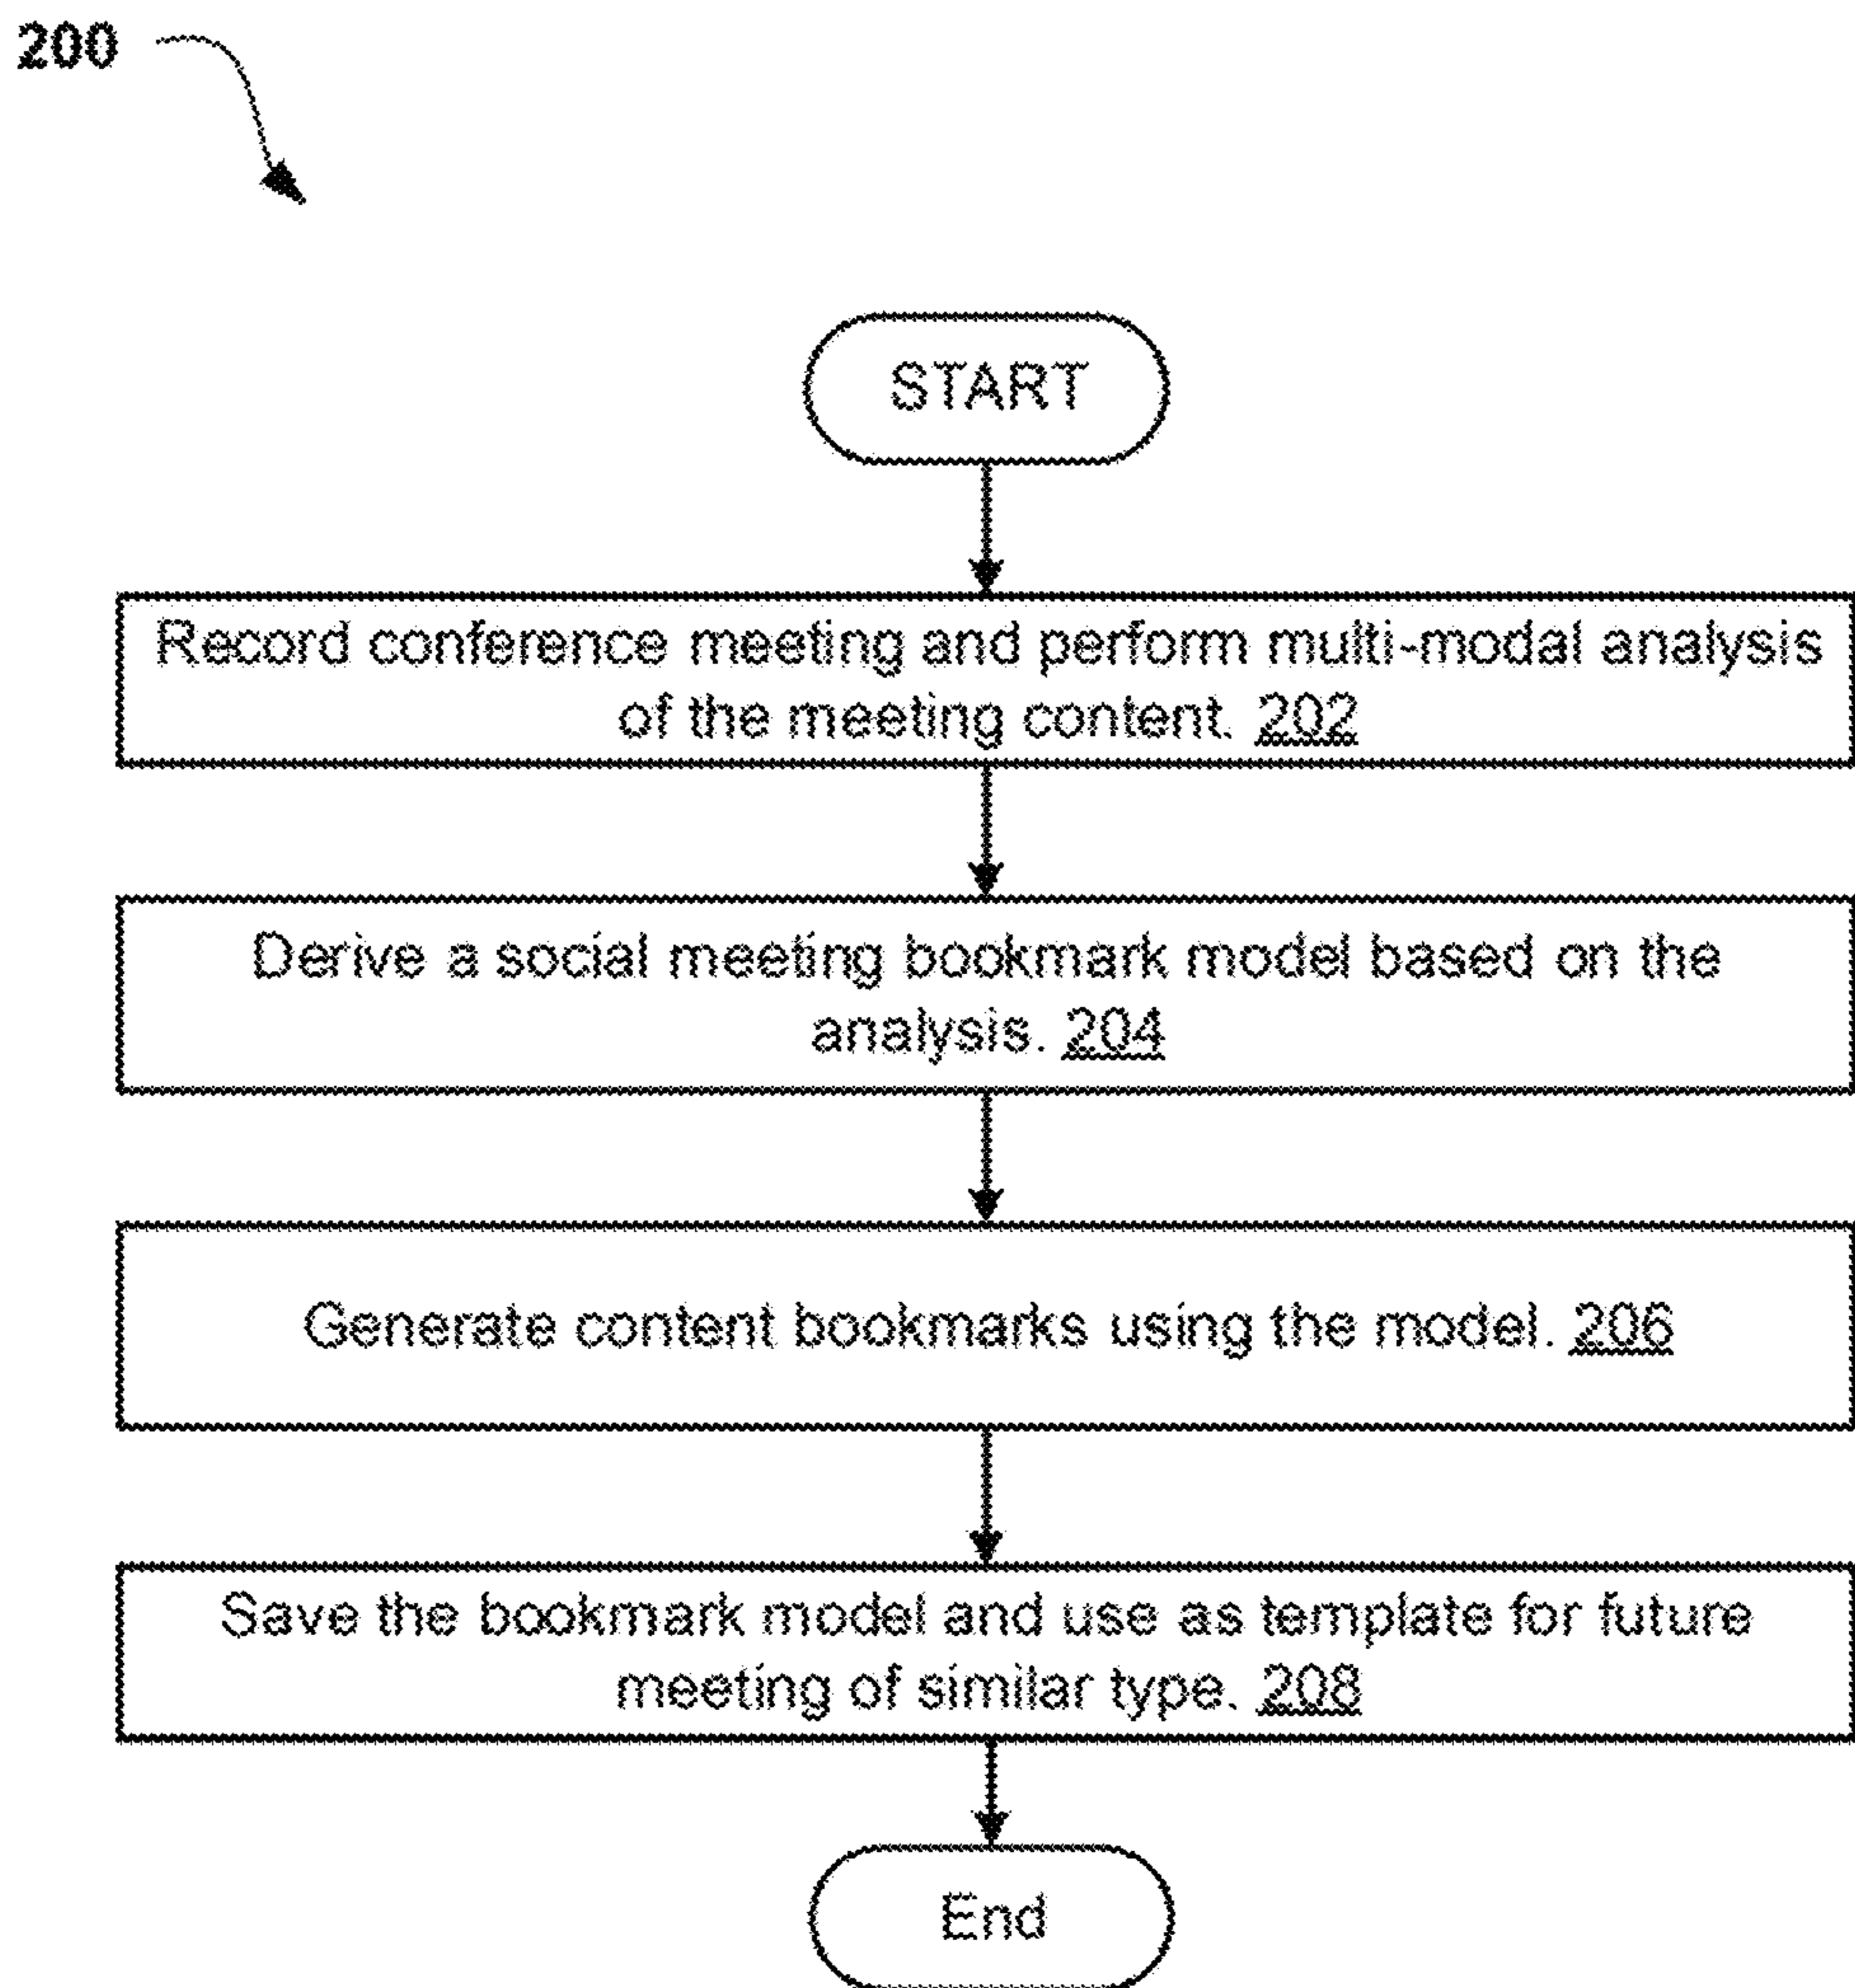 200
START
Record conference meeting and perform multi-modal analysis
of the meeting content. 202
Derive a social meeting bookmark model based on the
analysis. 204
Generate content bookmarks using the model. 206
Save the bookmark model and use as template for future
meeting of similar type. 208
End